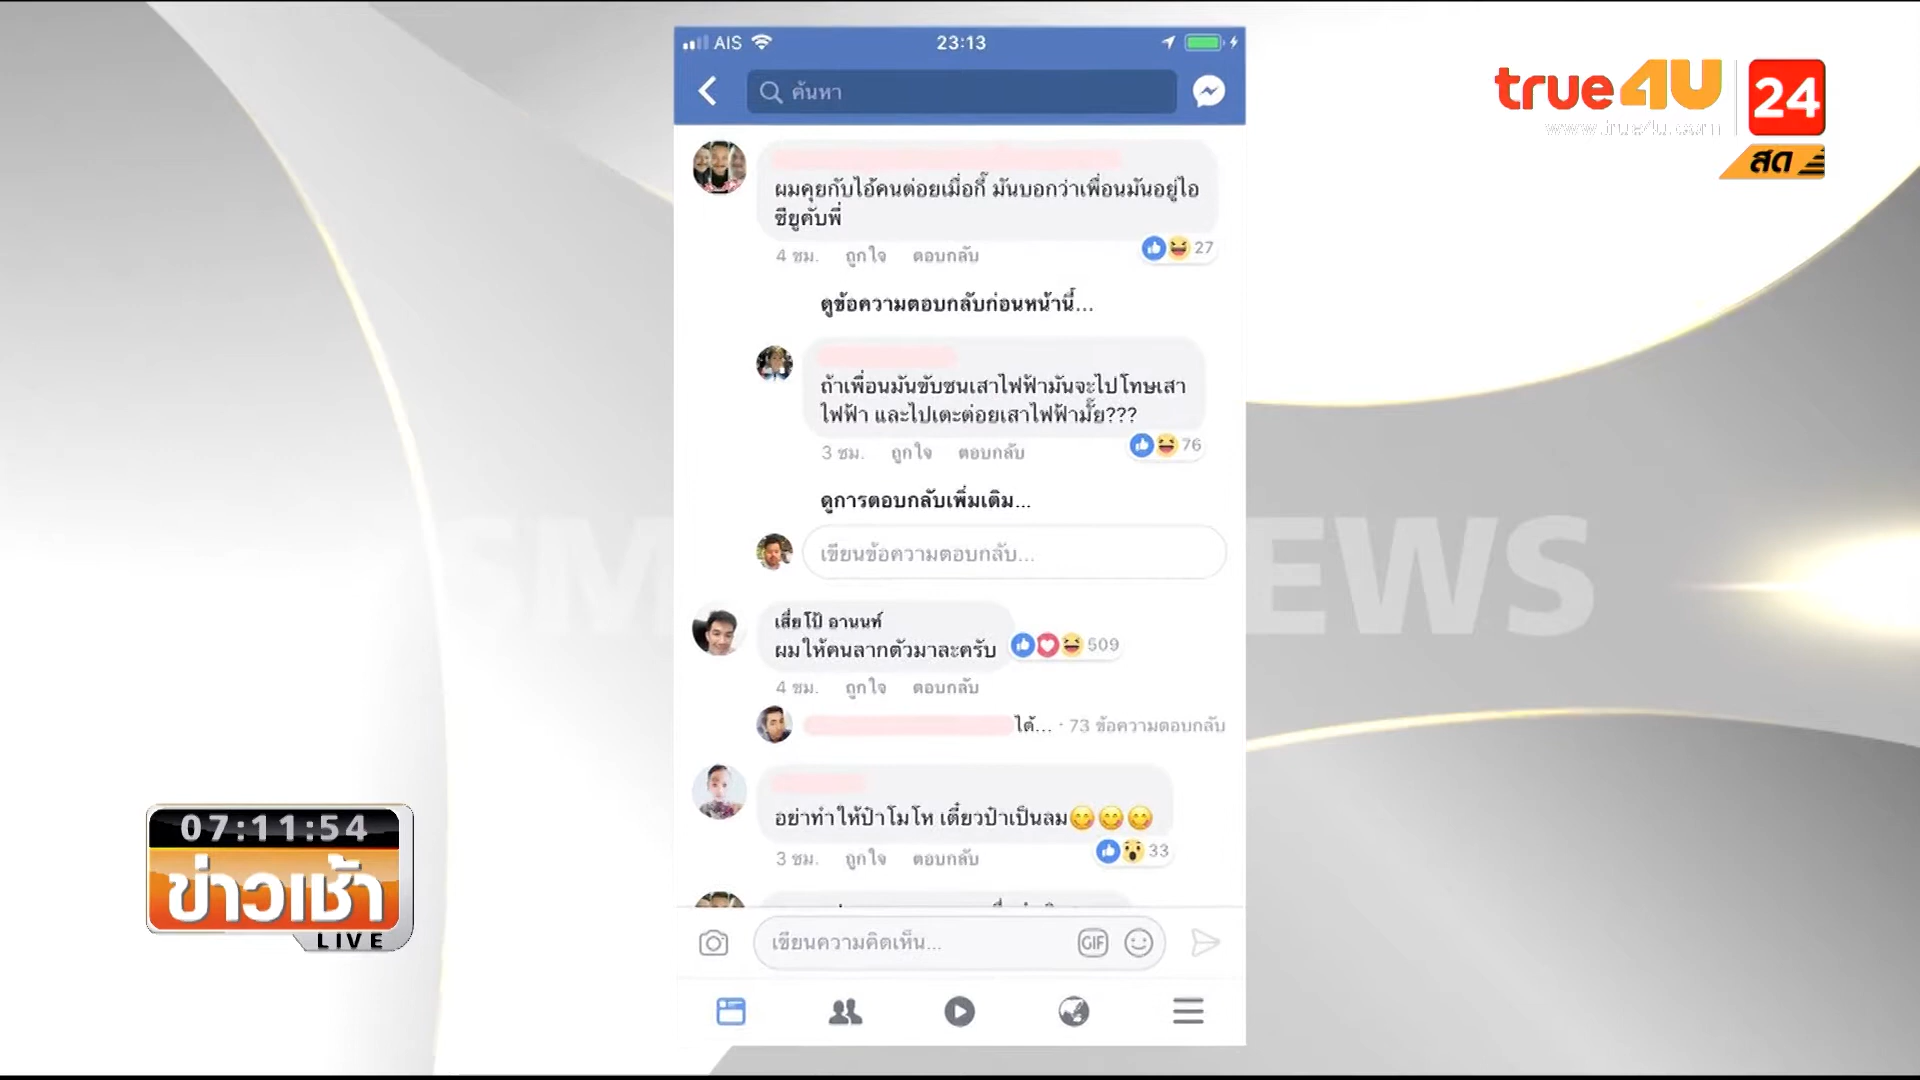 AIS
23:13
ค้นหา
true4U
24
www.true4u.com
สด
ผมคุยกับไอ้คนต่อยเมื่อกี๊ มันบอกว่าเพื่อนมันอยู่ไอ
ซียูคับพี่
4 ชม. ถูกใจ ตอบกลับ
27
ดูข้อความตอบกลับก่อนหน้านี้...
ถ้าเพื่อนมันขับชนเสาไฟฟ้ามันจะไปโทษเสา
ไฟฟ้า และไปเตะต่อยเสาไฟฟ้ามั๊ย???
3 ชม. ถูกใจ ตอบกลับ
76
ดูการตอบกลับเพิ่มเติม...
เขียนข้อความตอบกลับ...
EWS
เสี่ยโป้ อานนท์
ผมให้คนลากตัวมาละครับ
509
4 ชม. ถูกใจ ตอบกลับ
ได้... · 73 ข้อความตอบกลับ
อย่าทำให้ป๋าโมโห เดี๋ยวป๋าเป็นลม😋😋😋
3 ชม. ถูกใจ ตอบกลับ
33
07:11:54
ข่าวเช้า
LIVE
เขียนความคิดเห็น...
GIF